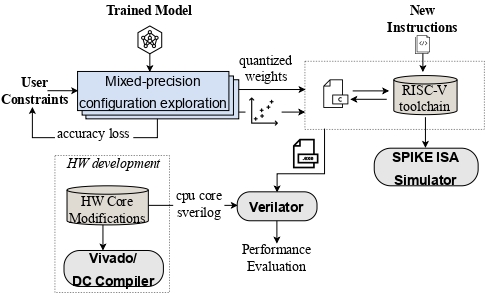 Trained Model
New
Instructions
</>
User
Constraints
Mixed-precision
configuration exploration
quantized
weights
C
RISC-V
toolchain
accuracy loss
.exe
SPIKE ISA
Simulator
HW development
HW Core
Modifications
cpu core
sverilog
Verilator
Vivado/
DC Compiler
Performance
Evaluation